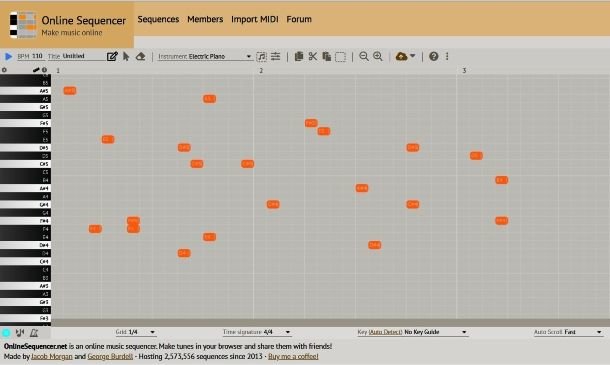 Online Sequencer
Make music online
Sequences Members Import MIDI Forum
BPM 110 Title Untitled Instrument Electric Piano
1 2 3
B5
A#5
A5
G#5
G5
F#5
F5
E5
D#5
D5
C#5
C5
B4
A#4
A4
G#4
G4
F#4
F4
E4
D#4
D4
C#4
C4
B3
A#3
A3
G#3
G3
F#3
Grid 1/4 Time signature 4/4 Key (Auto Detect) No Key Guide Auto Scroll Fast
OnlineSequencer.net is an online music sequencer. Make tunes in your browser and share them with friends!
Made by Jacob Morgan and George Burdell · Hosting 2,573,556 sequences since 2013 · Buy me a coffee!